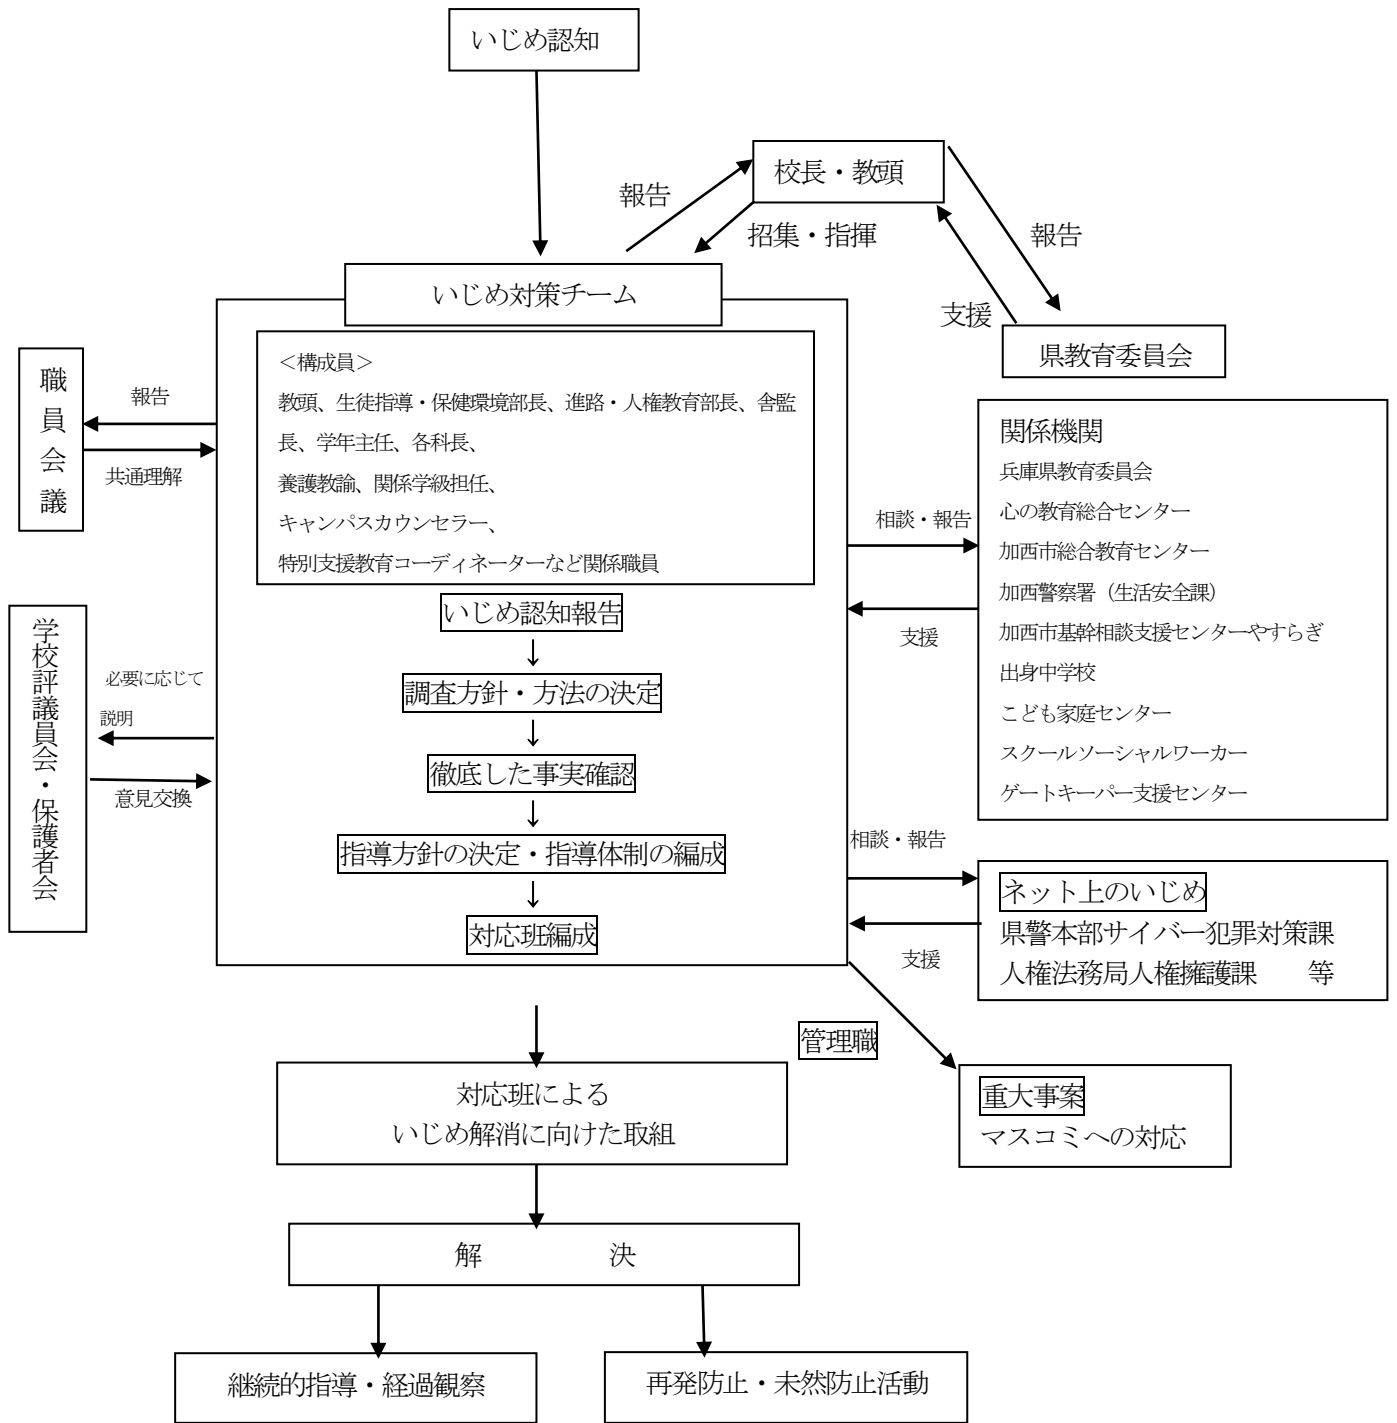 いじめ認知
校長・教頭
報告
招集・指揮
報告
支援
県教育委員会
いじめ対策チーム
＜構成員＞
教頭、生徒指導・保健環境部長、進路・人権教育部長、舎監
長、学年主任、各科長、
養護教諭、関係学級担任、
キャンパスカウンセラー、
特別支援教育コーディネーターなど関係職員
職員会議
報告
共通理解
関係機関
兵庫県教育委員会
心の教育総合センター
加西市総合教育センター
加西警察署（生活安全課）
加西市基幹相談支援センターやすらぎ
出身中学校
こども家庭センター
スクールソーシャルワーカー
ゲートキーパー支援センター
相談・報告
支援
いじめ認知報告
↓
調査方針・方法の決定
↓
徹底した事実確認
↓
指導方針の決定・指導体制の編成
↓
対応班編成
学校評議員会・保護者会
必要に応じて
説明
意見交換
相談・報告
支援
ネット上のいじめ
県警本部サイバー犯罪対策課
人権法務局人権擁護課　　等
管理職
重大事案
マスコミへの対応
対応班による
いじめ解消に向けた取組
解　　　　　決
継続的指導・経過観察
再発防止・未然防止活動